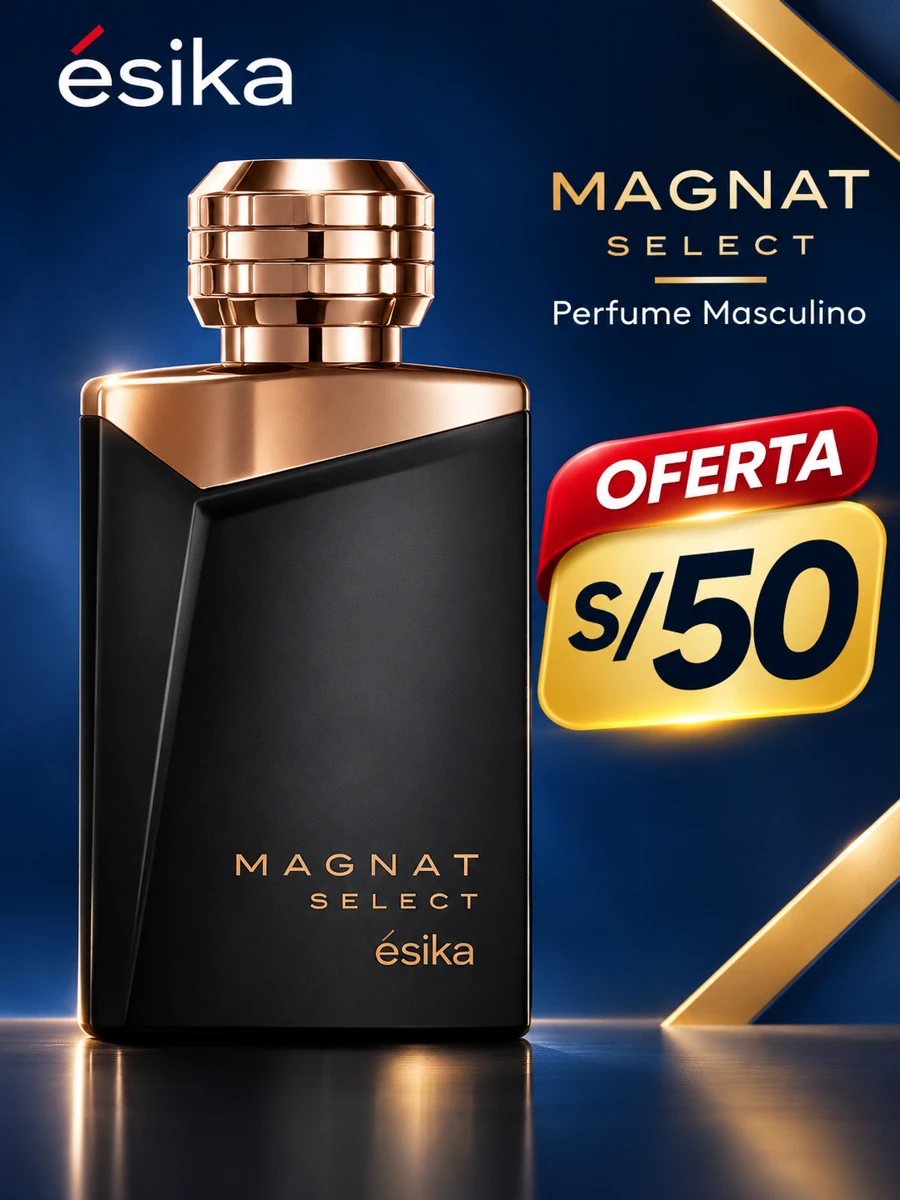 ésika
MAGNAT
SELECT
Perfume Masculino
OFERTA
S/50
MAGNAT
SELECT
ésika